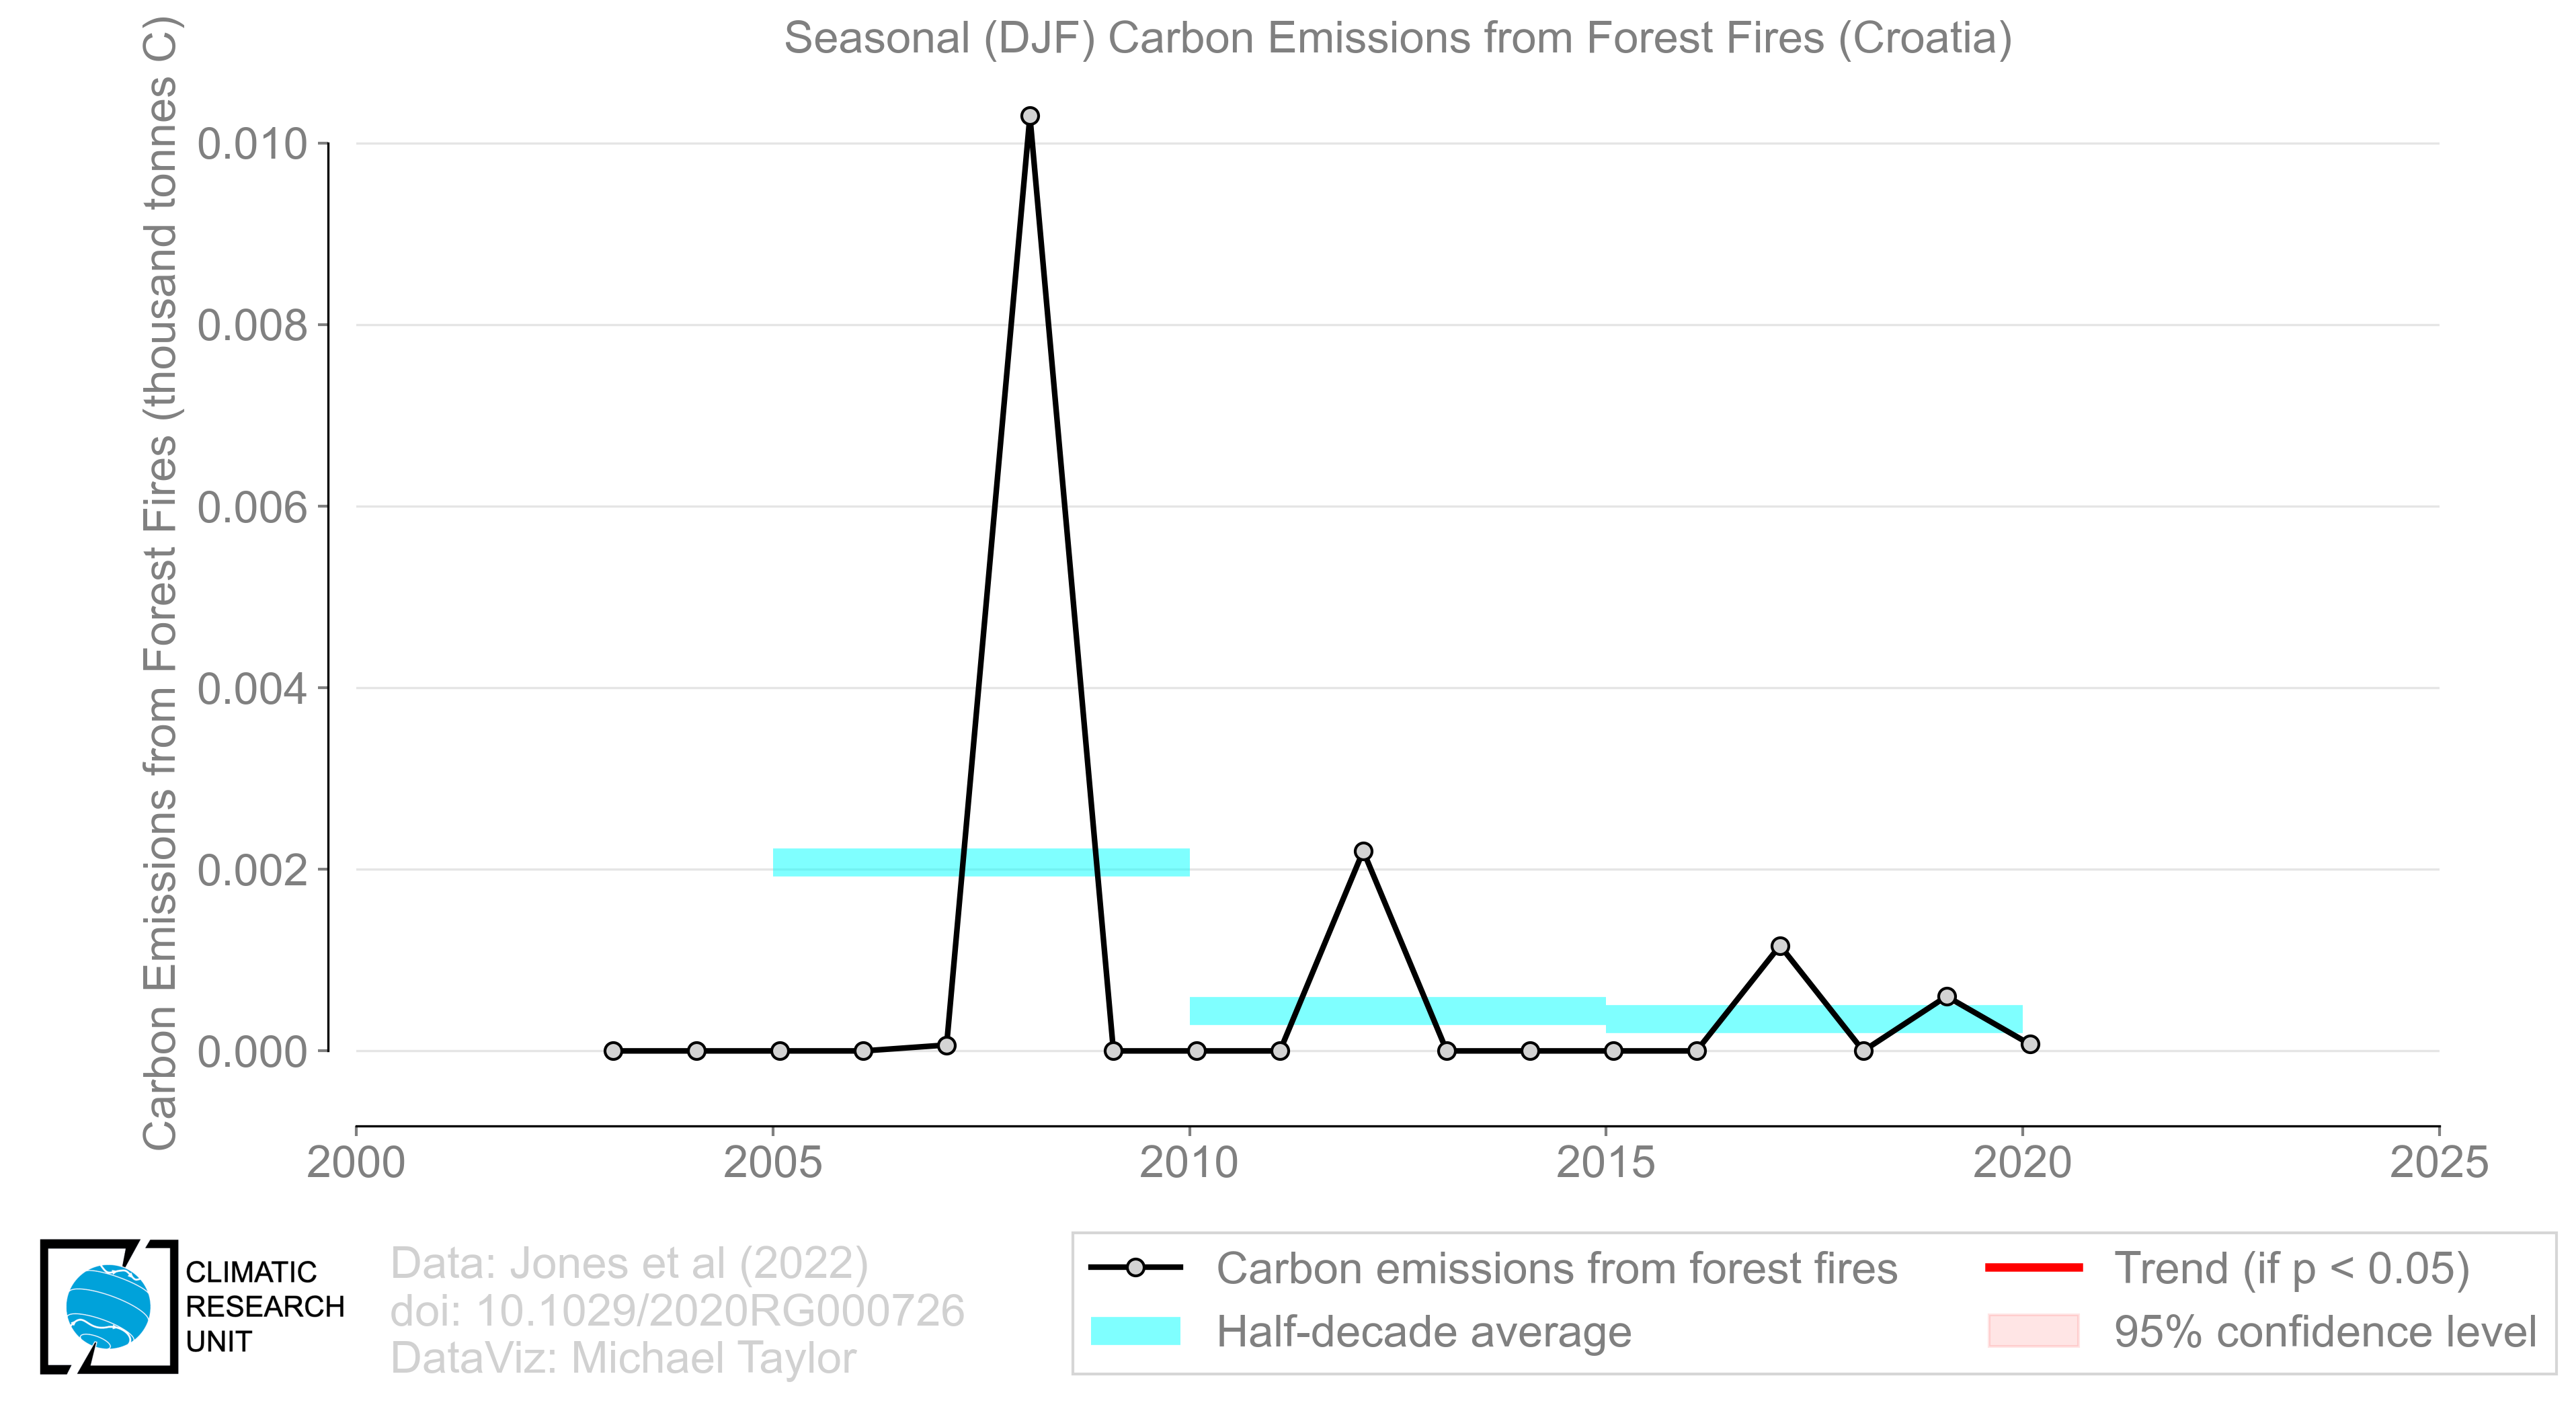 Seasonal (DJF) Carbon Emissions from Forest Fires (Croatia)
Carbon Emissions from Forest Fires (thousand tonnes C)
0.010
0.008
0.006
0.004
0.002
0.000
2000
2005
2010
2015
2020
2025
CLIMATIC
RESEARCH
UNIT
Data: Jones et al (2022)
doi: 10.1029/2020RG000726
DataViz: Michael Taylor
Carbon emissions from forest fires
Half-decade average
Trend (if p < 0.05)
95% confidence level